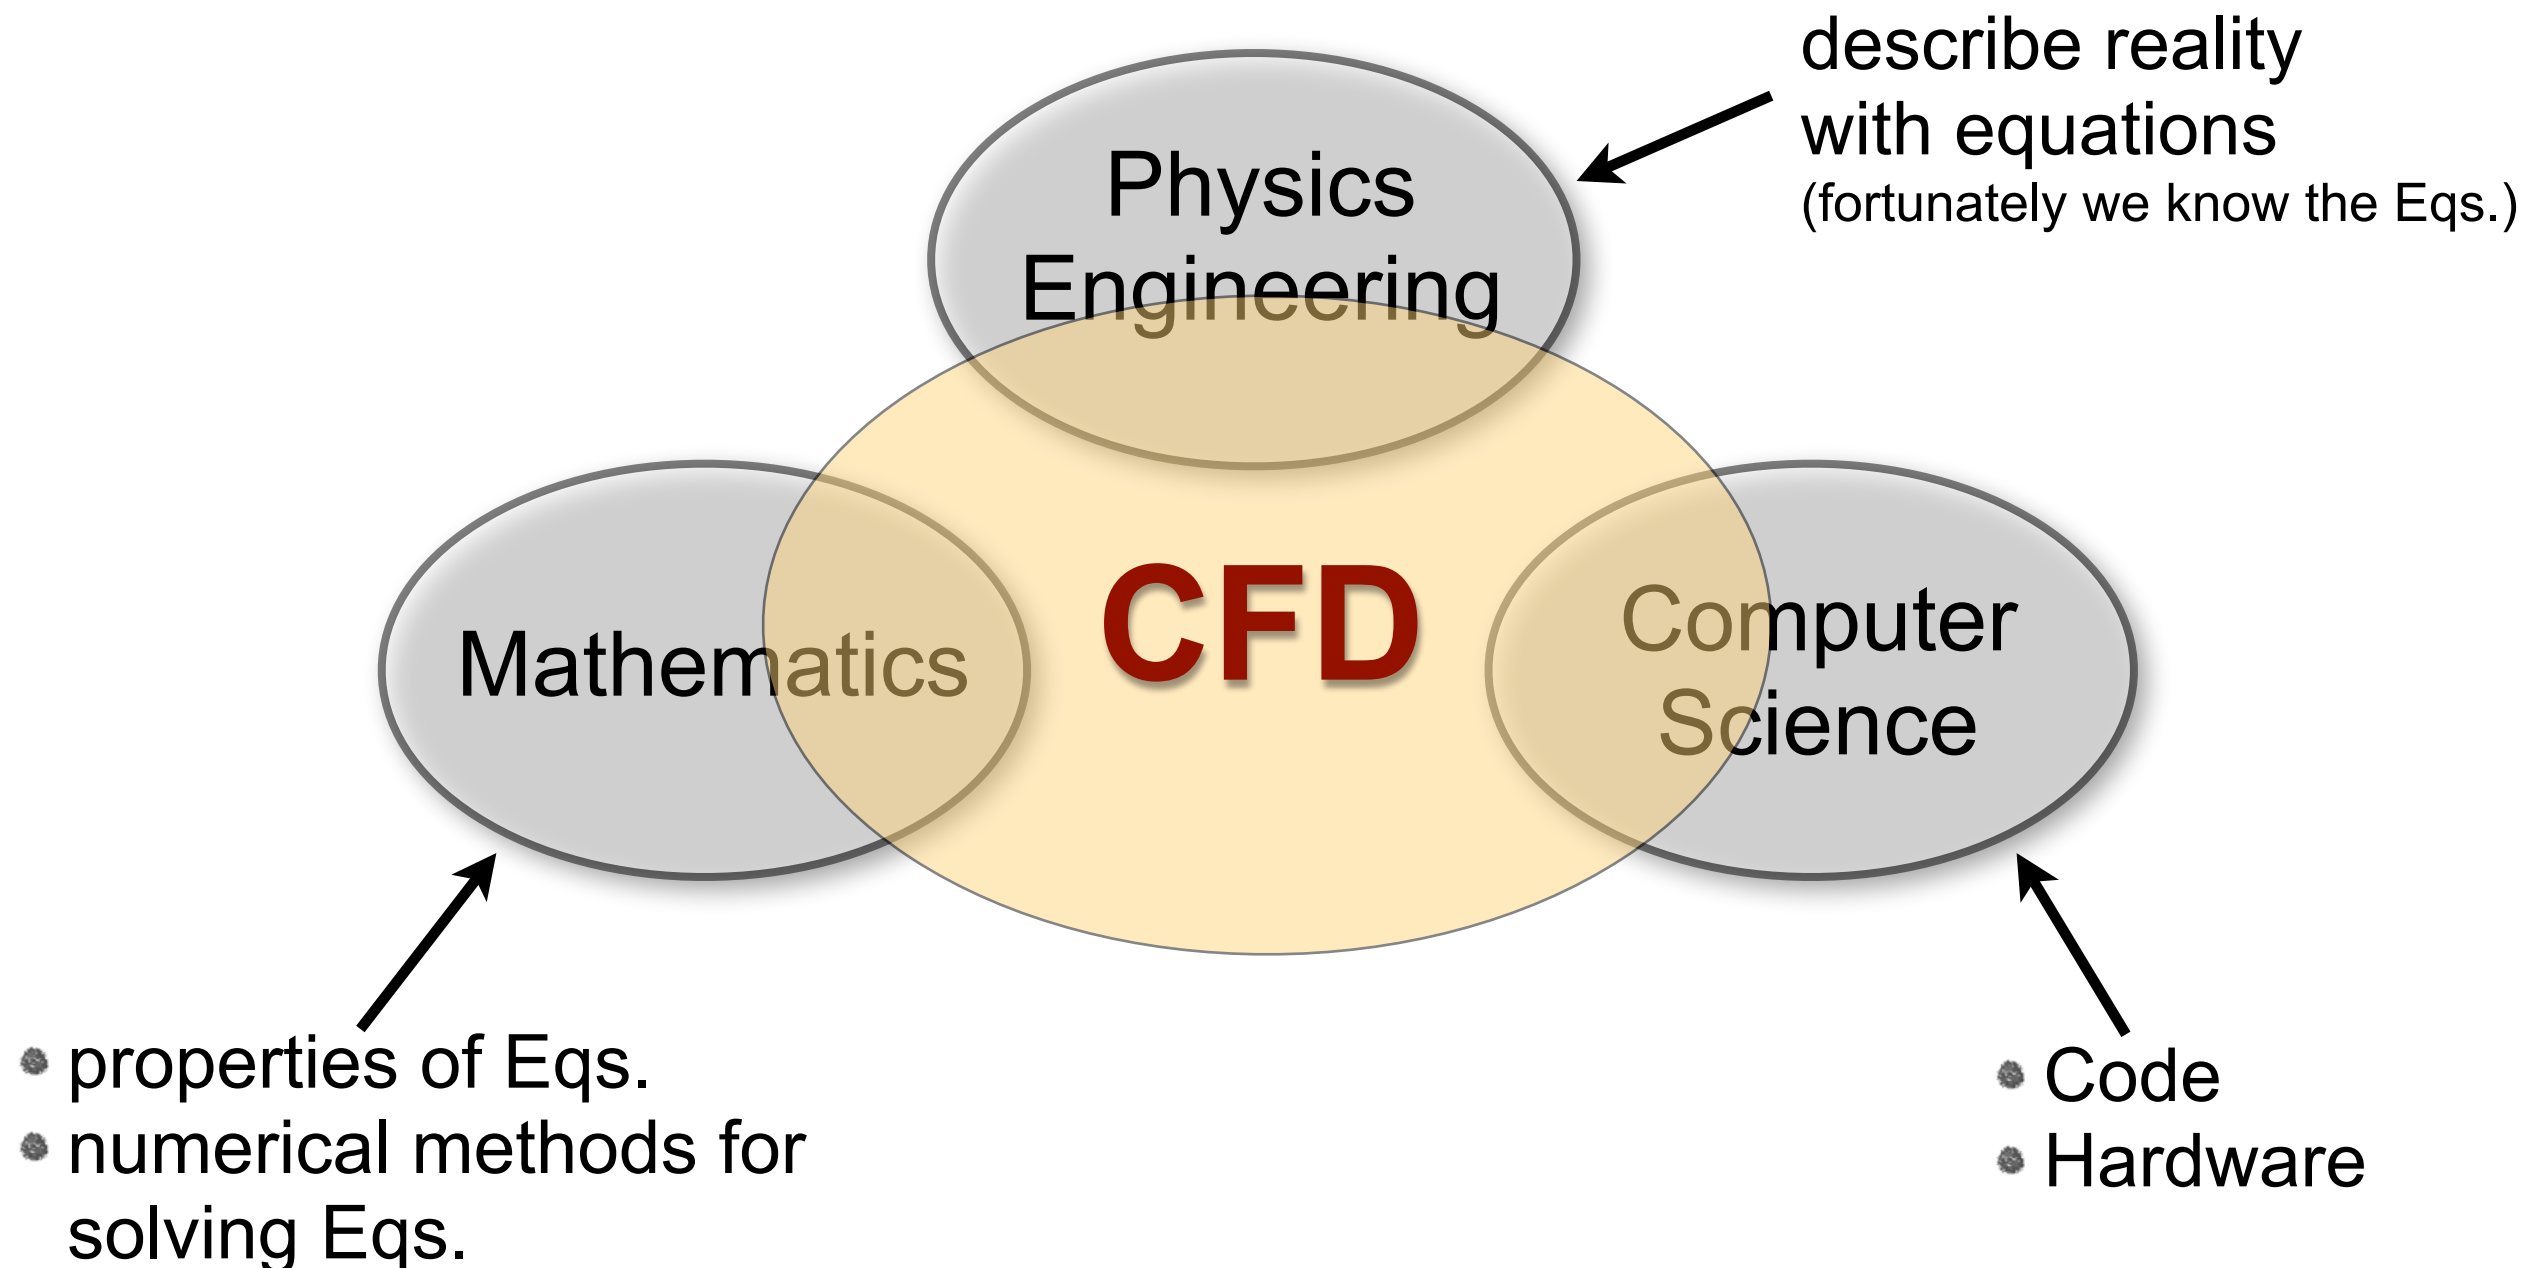 describe reality
with equations
(fortunately we know the Eqs.)
Physics
Engineering
CFD
Mathematics
Computer
Science
properties of Eqs.
numerical methods for
solving Eqs.
Code
Hardware